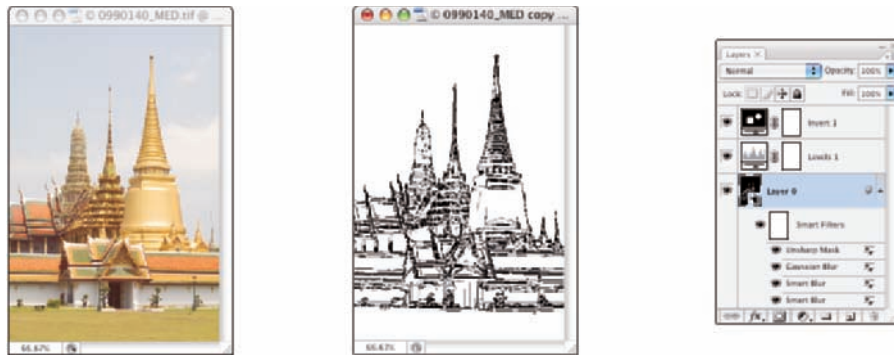 © 0990140_MED.tif @ ...
66.67%
© 0990140_MED copy ...
66.67%
Layers ×
Normal
Opacity: 100%
Lock:
Fill: 100%
Invert 1
Levels 1
Layer 0
Smart Filters
Unsharp Mask
Gaussian Blur
Smart Blur
Smart Blur
fx.